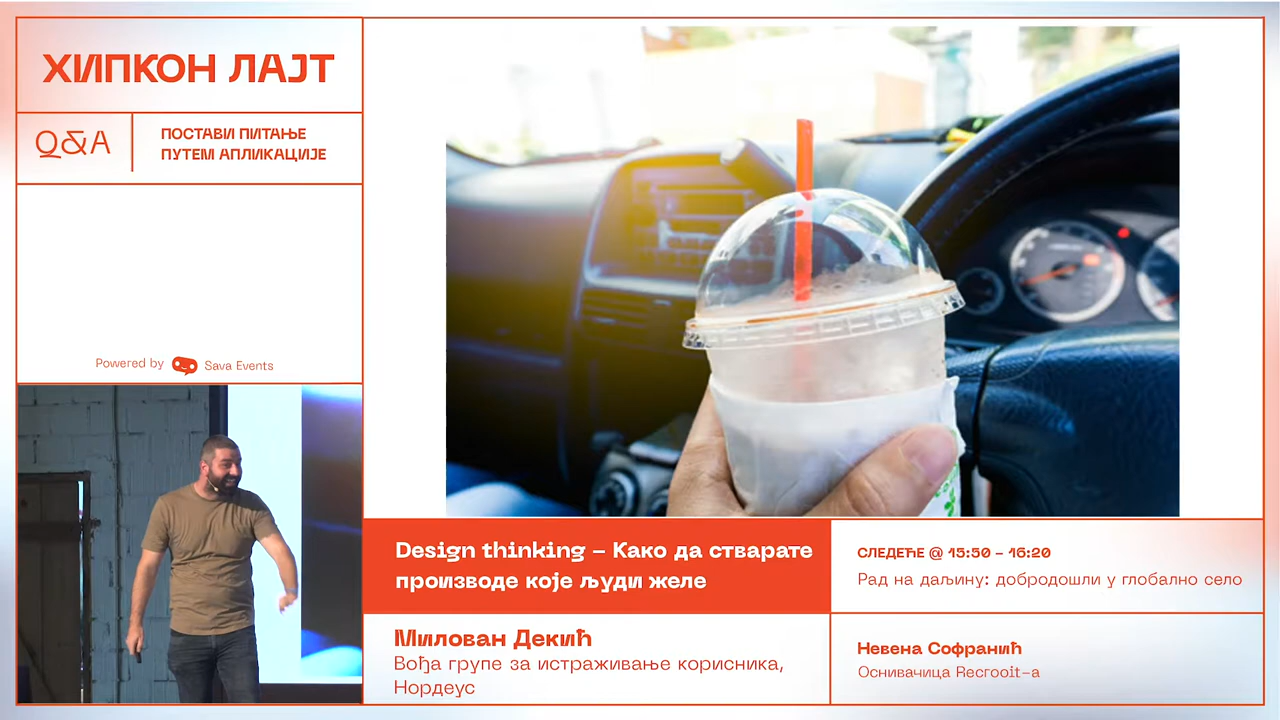 ХИПКОН ЛАЈТ
Q&A
ПОСТАВИ ПИТАЊЕ
ПУТЕМ АПЛИКАЦИЈЕ
Powered by Sava Events
Design thinking – Како да стварате
производе које људи желе
Милован Декић
Вођа групе за истраживање корисника,
Нордеус
СЛЕДЕЋЕ @ 15:50 – 16:20
Рад на даљину: добродошли у глобално село
Невена Софранић
Оснивачица Recrooit-a